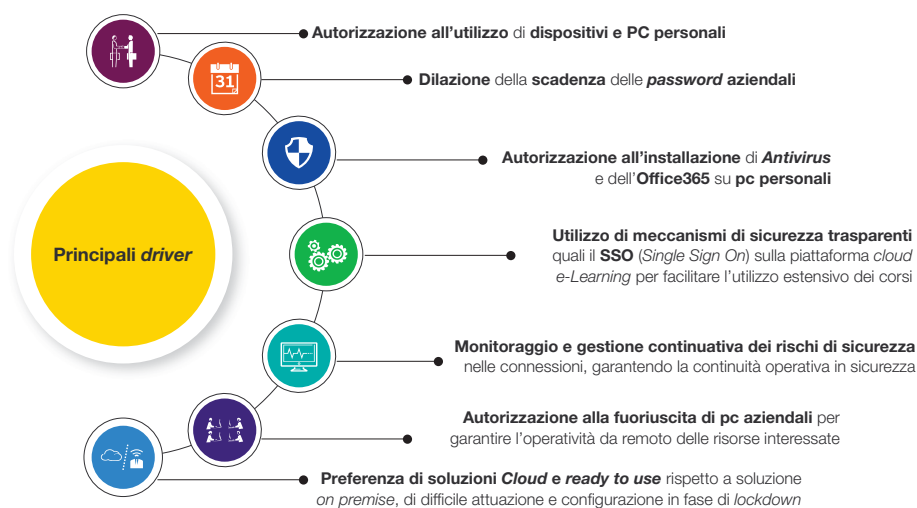 Autorizzazione all'utilizzo di dispositivi e PC personali
31
Dilazione della scadenza delle password aziendali
Autorizzazione all'installazione di Antivirus
e dell'Office365 su pc personali
Principali driver
Utilizzo di meccanismi di sicurezza trasparenti
quali il SSO (Single Sign On) sulla piattaforma cloud
e-Learning per facilitare l'utilizzo estensivo dei corsi
Monitoraggio e gestione continuativa dei rischi di sicurezza
nelle connessioni, garantendo la continuità operativa in sicurezza
Autorizzazione alla fuoriuscita di pc aziendali per
garantire l'operatività da remoto delle risorse interessate
Preferenza di soluzioni Cloud e ready to use rispetto a soluzione
on premise, di difficile attuazione e configurazione in fase di lockdown